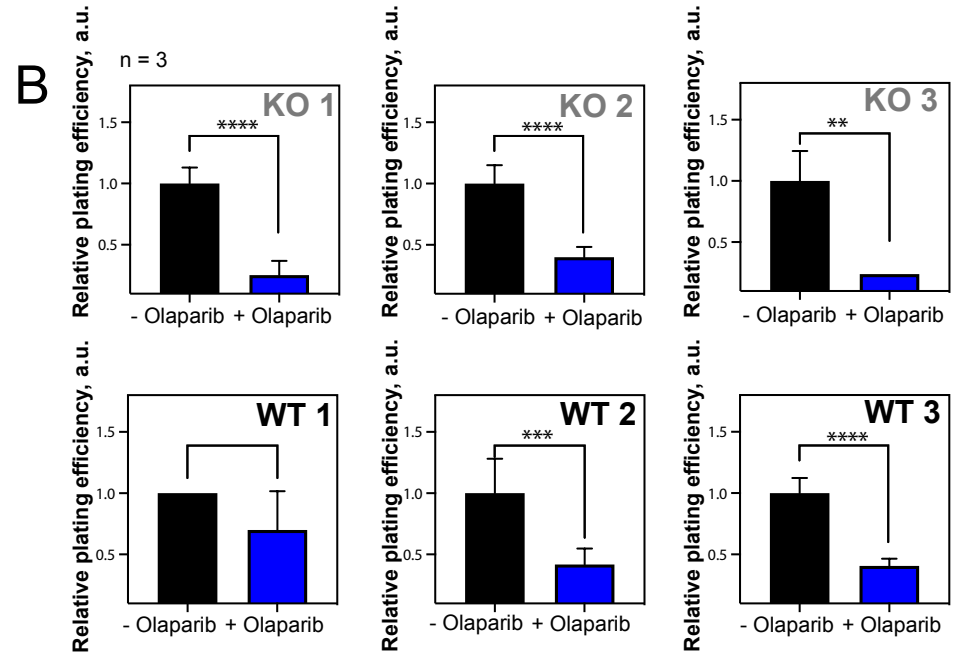 B
n = 3
Relative plating efficiency, a.u.
KO 1
****
1.5
1.0
0.5
- Olaparib + Olaparib
Relative plating efficiency, a.u.
KO 2
****
1.5
1.0
0.5
- Olaparib + Olaparib
Relative plating efficiency, a.u.
KO 3
**
1.5
1.0
0.5
- Olaparib + Olaparib
Relative plating efficiency, a.u.
WT 1
1.5
1.0
0.5
- Olaparib + Olaparib
Relative plating efficiency, a.u.
WT 2
***
1.5
1.0
0.5
- Olaparib + Olaparib
Relative plating efficiency, a.u.
WT 3
****
1.5
1.0
0.5
- Olaparib + Olaparib